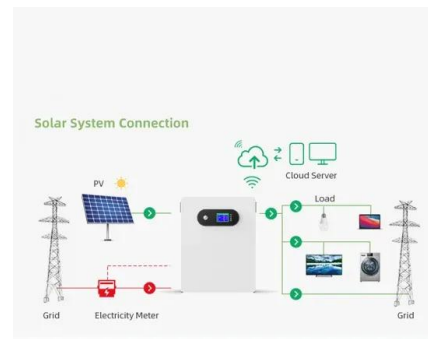 Solar System Connection
Cloud Server
PV
Load
Grid
Electricity Meter
Grid